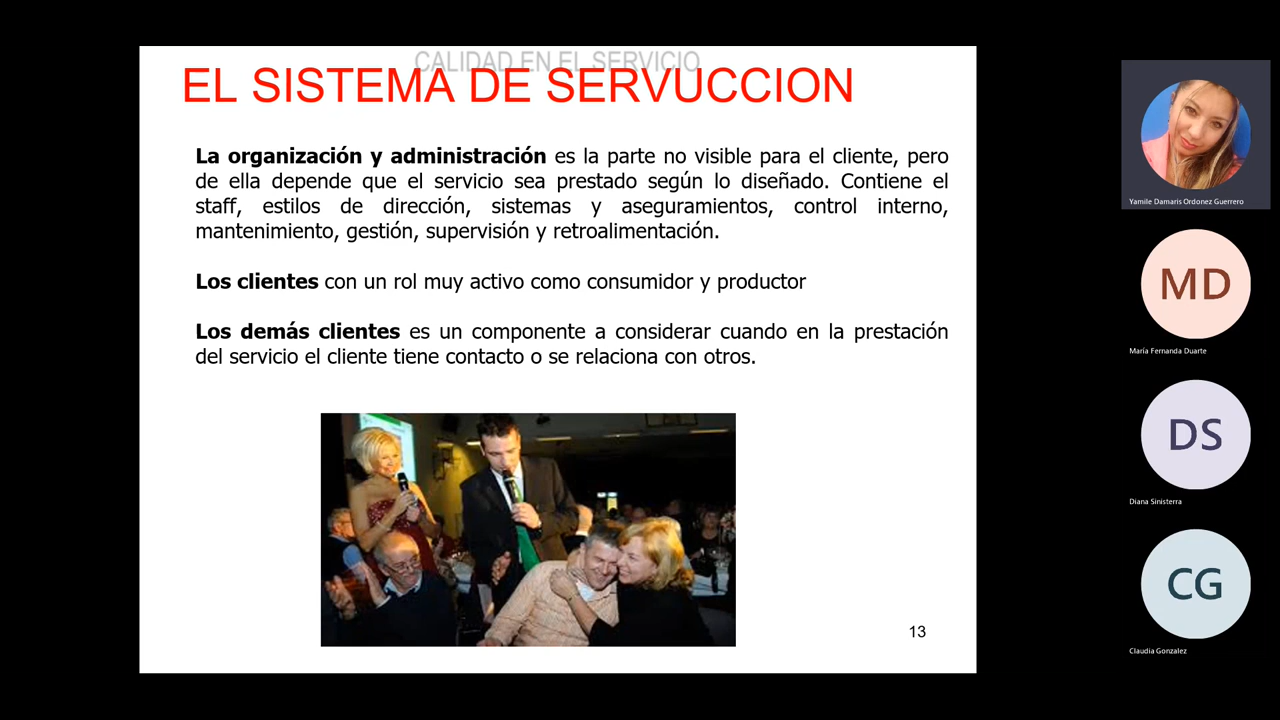 CALIDAD EN EL SERVICIO
EL SISTEMA DE SERVUCCION
La organización y administración es la parte no visible para el cliente, pero
de ella depende que el servicio sea prestado según lo diseñado. Contiene el
staff, estilos de dirección, sistemas y aseguramientos, control interno,
mantenimiento, gestión, supervisión y retroalimentación.
Los clientes con un rol muy activo como consumidor y productor
Los demás clientes es un componente a considerar cuando en la prestación
del servicio el cliente tiene contacto o se relaciona con otros.
13
Yamile Damaris Ordonez Guerrero
MD
María Fernanda Duarte
DS
Diana Sinisterra
CG
Claudia Gonzalez